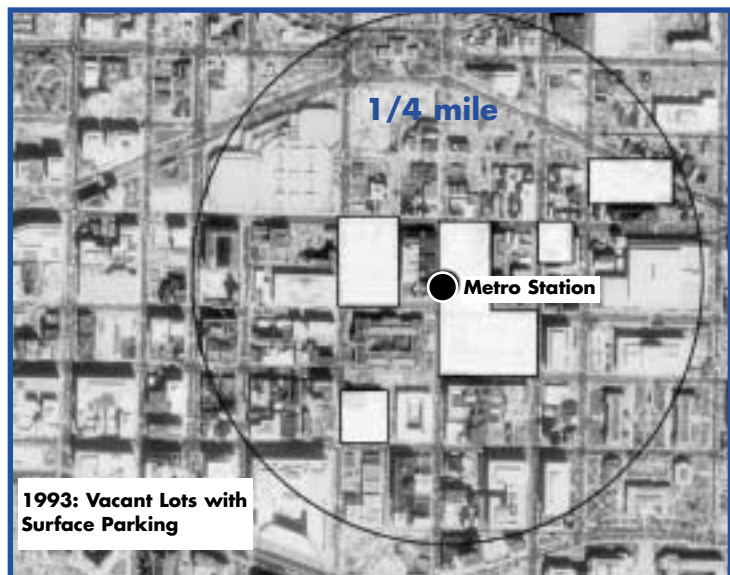 1/4 mile
Metro Station
1993: Vacant Lots with
Surface Parking